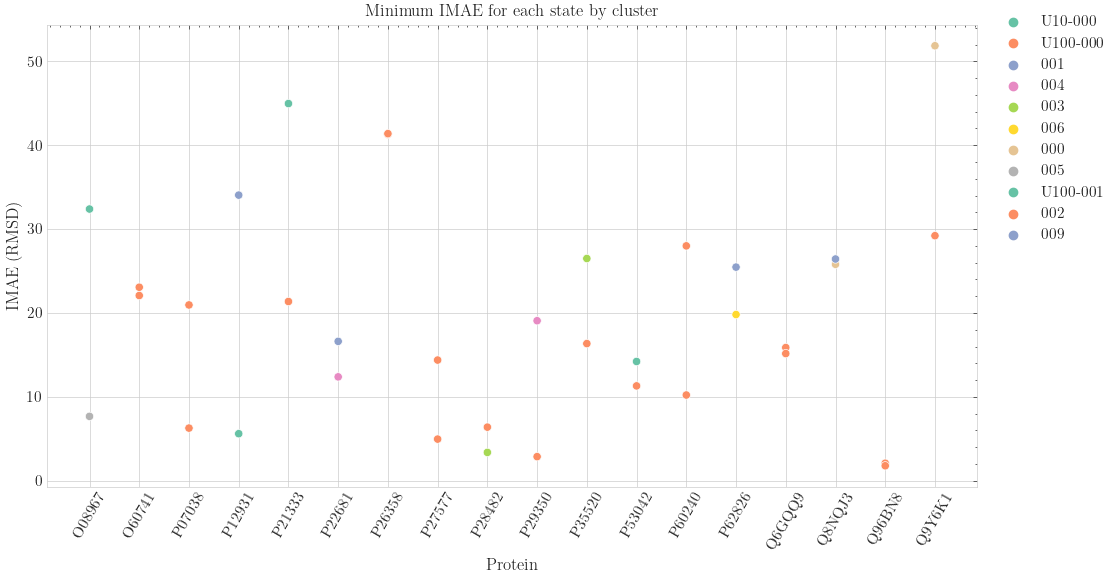 Minimum IMAE for each state by cluster
IMAE (RMSD)
50
40
30
20
10
0
O08967
O60741
P07038
P12931
P21333
P22681
P26358
P27577
P28482
P29350
P35520
P53042
P60240
P62826
Q6GQQ9
Q8NQJ3
Q96BN8
Q9Y6K1
Protein
U10-000
U100-000
001
004
003
006
000
005
U100-001
002
009